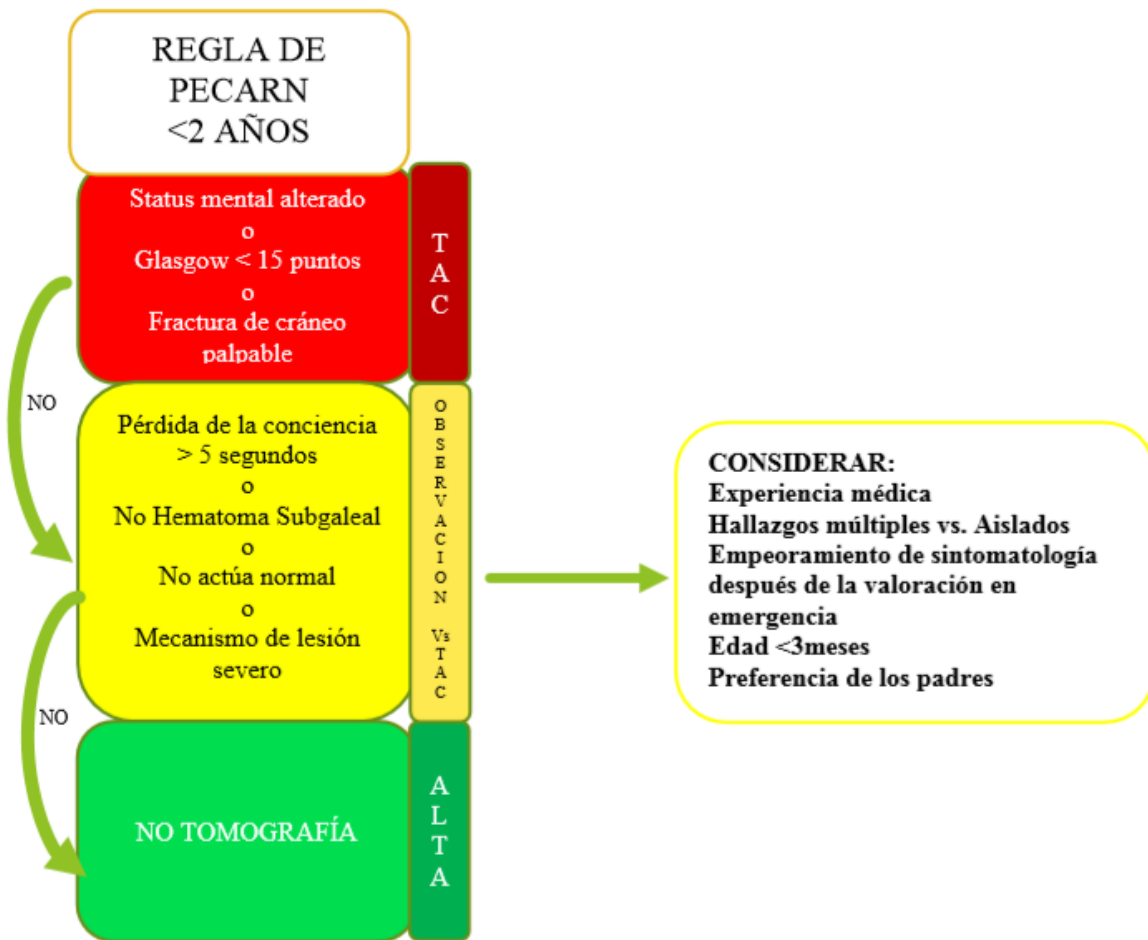 REGLA DE
PECARN
<2 AÑOS
Status mental alterado
o
Glasgow < 15 puntos
o
Fractura de cráneo
palpable
T
A
C
NO
Pérdida de la conciencia
> 5 segundos
o
No Hematoma Subgaleal
o
No actúa normal
o
Mecanismo de lesión
severo
O
B
S
E
R
V
A
C
I
O
N
Vs
T
A
C
CONSIDERAR:
Experiencia médica
Hallazgos múltiples vs. Aislados
Empeoramiento de sintomatología
después de la valoración en
emergencia
Edad <3meses
Preferencia de los padres
NO
NO TOMOGRAFÍA
A
L
T
A